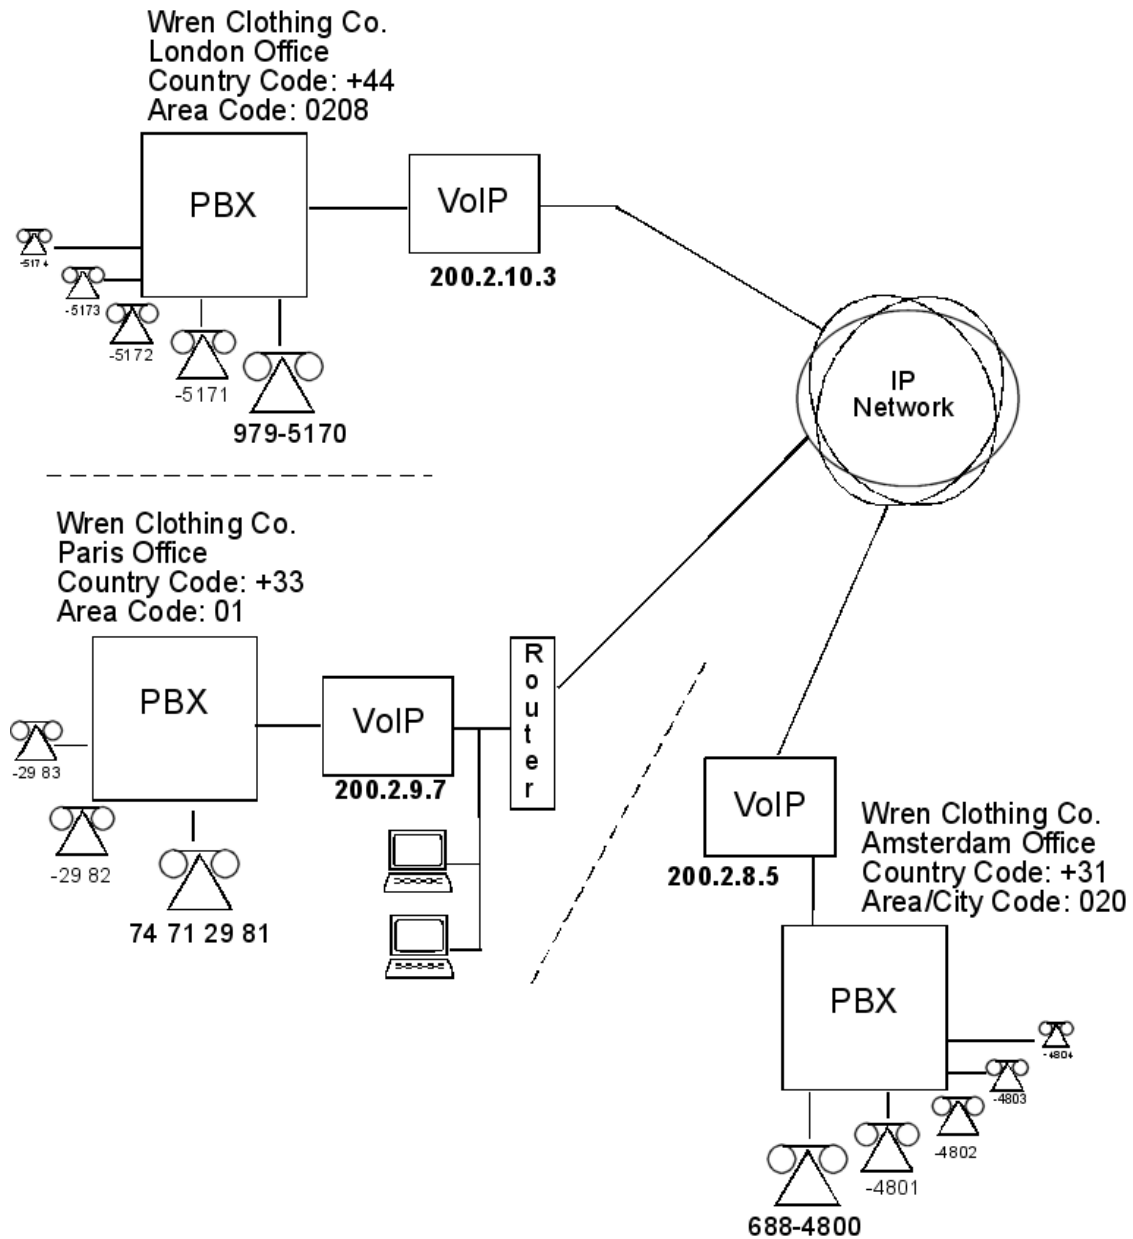 Wren Clothing Co.
London Office
Country Code: +44
Area Code: 0208
PBX
VoIP
200.2.10.3
-5174
-5173
-5172
-5171
979-5170
IP
Network
Wren Clothing Co.
Paris Office
Country Code: +33
Area Code: 01
PBX
VoIP
200.2.9.7
Router
-29 83
-29 82
74 71 29 81
VoIP
200.2.8.5
Wren Clothing Co.
Amsterdam Office
Country Code: +31
Area/City Code: 020
PBX
-4804
-4803
-4802
-4801
688-4800